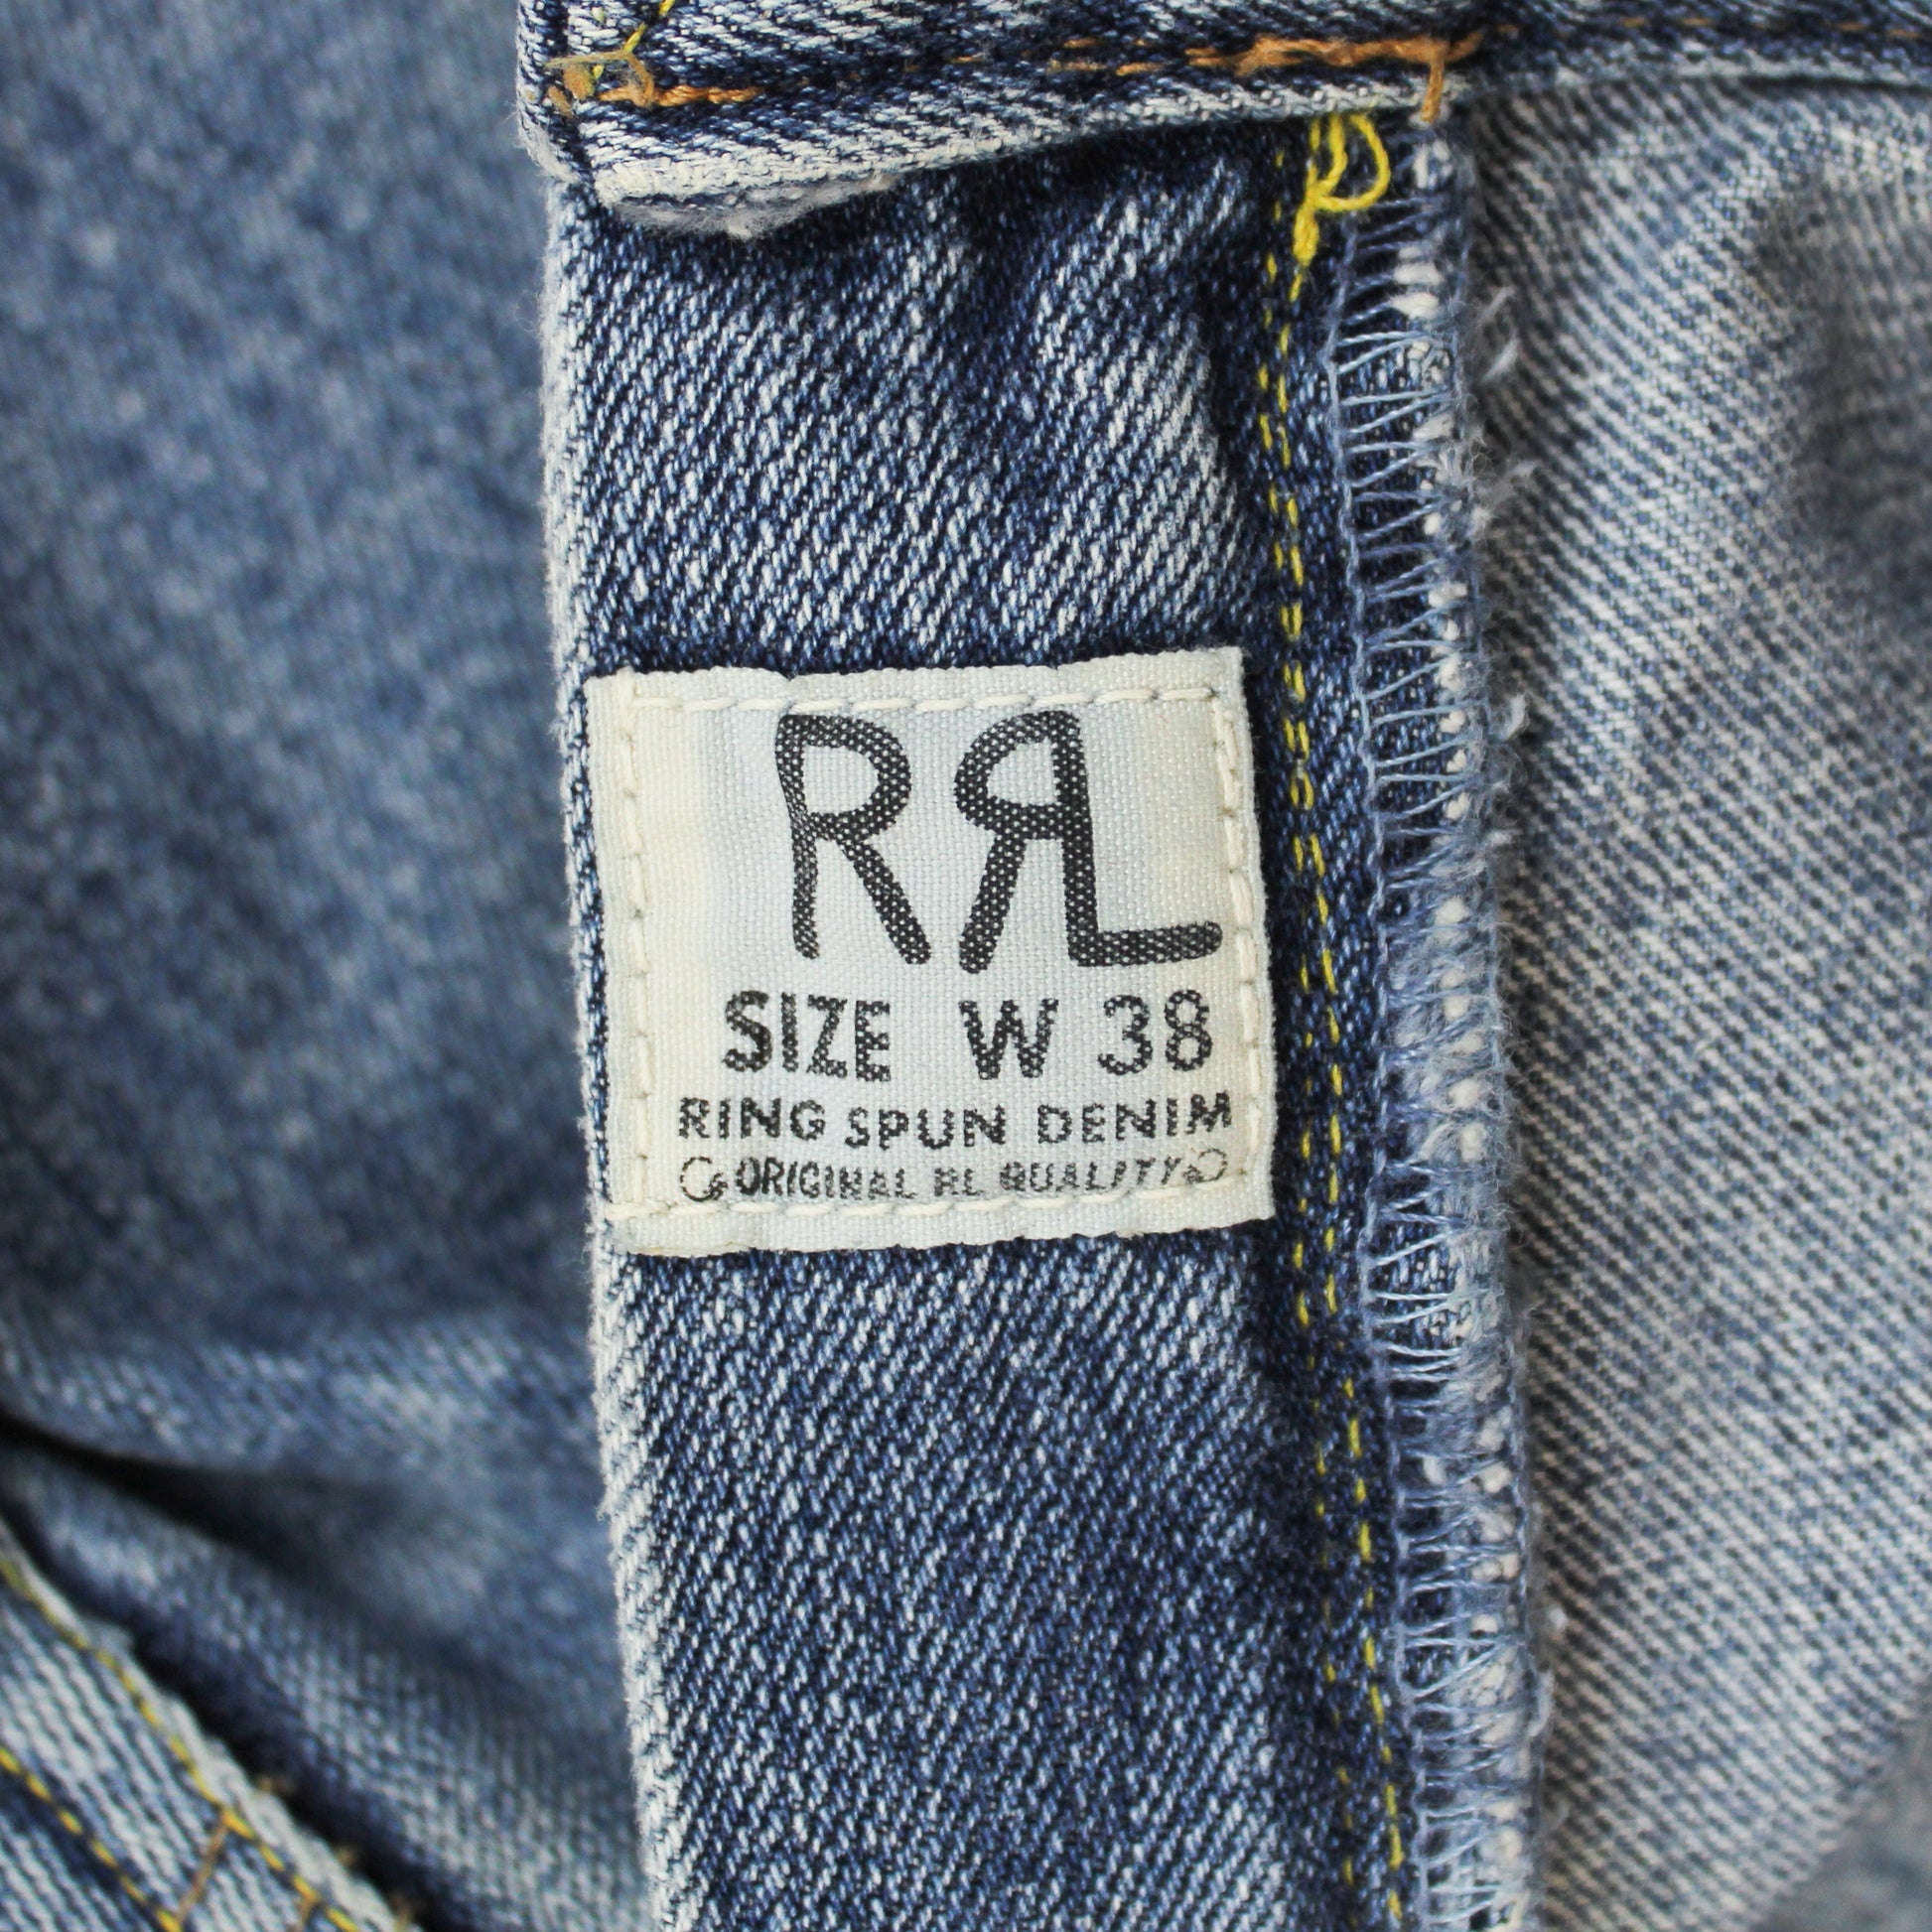 RRL
SIZE W 38
RING SPUN DENIM
ORIGINAL RL QUALITY